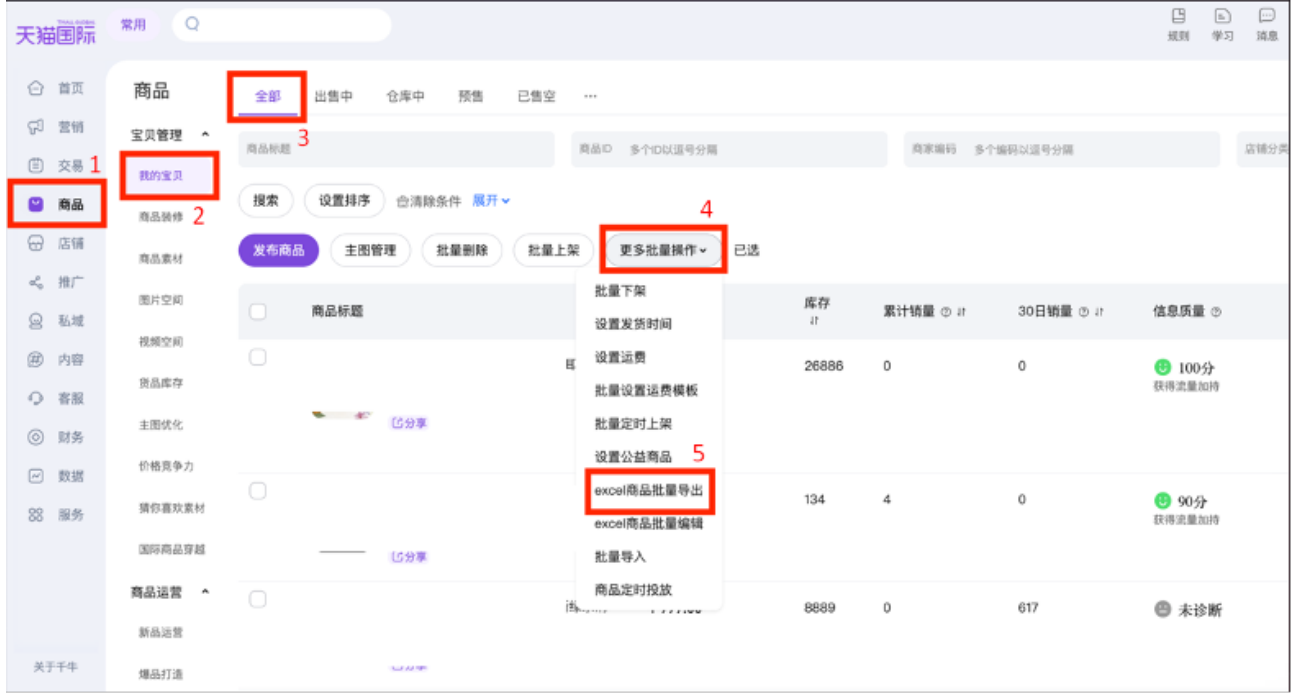 天猫国际
TMALL GLOBAL
常用
规则
学习
消息
首页
营销
交易
1
商品
店铺
推广
私域
内容
客服
财务
数据
服务
关于千牛
商品
宝贝管理
我的宝贝
2
商品装修
商品素材
图片空间
视频空间
货品库存
主图优化
价格竞争力
猜你喜欢素材
国际商品穿越
商品运营
新品运营
爆品打造
全部 出售中 仓库中 预售 已售空 ...
3
商品标题
商品ID 多个ID以逗号分隔
商家编码 多个编码以逗号分隔
店铺分类
搜索 设置排序 清除条件 展开
4
发布商品 主图管理 批量删除 批量上架 更多批量操作 已选
批量下架
设置发货时间
设置运费
批量设置运费模板
批量定时上架
设置公益商品
5
excel商品批量导出
excel商品批量编辑
批量导入
商品定时投放
商品标题 库存 累计销量 30日销量 信息质量
26886 0 0 100分
获得流量加持
分享
134 4 0 90分
获得流量加持
分享
8889 0 617 未诊断